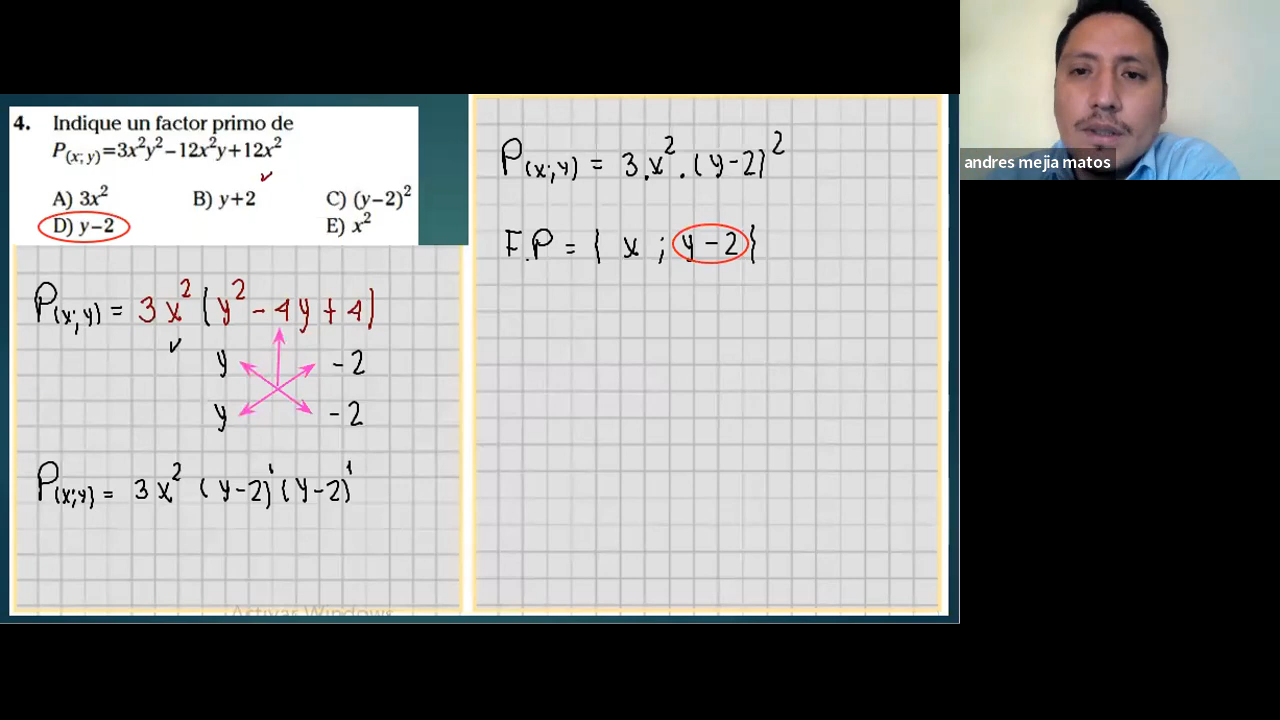 4. Indique un factor primo de
P(x; y)=3x²y²−12x²y+12x²
A) 3x² B) y+2 C) (y−2)²
D) y−2 E) x²
P(x;y) = 3x² (y² − 4y + 4)
y −2
y −2
P(x;y) = 3x² (y−2)¹ (y−2)¹
Activar Windows
P(x;y) = 3.x².(y−2)²
F.P = { x ; y−2 }
andres mejia matos